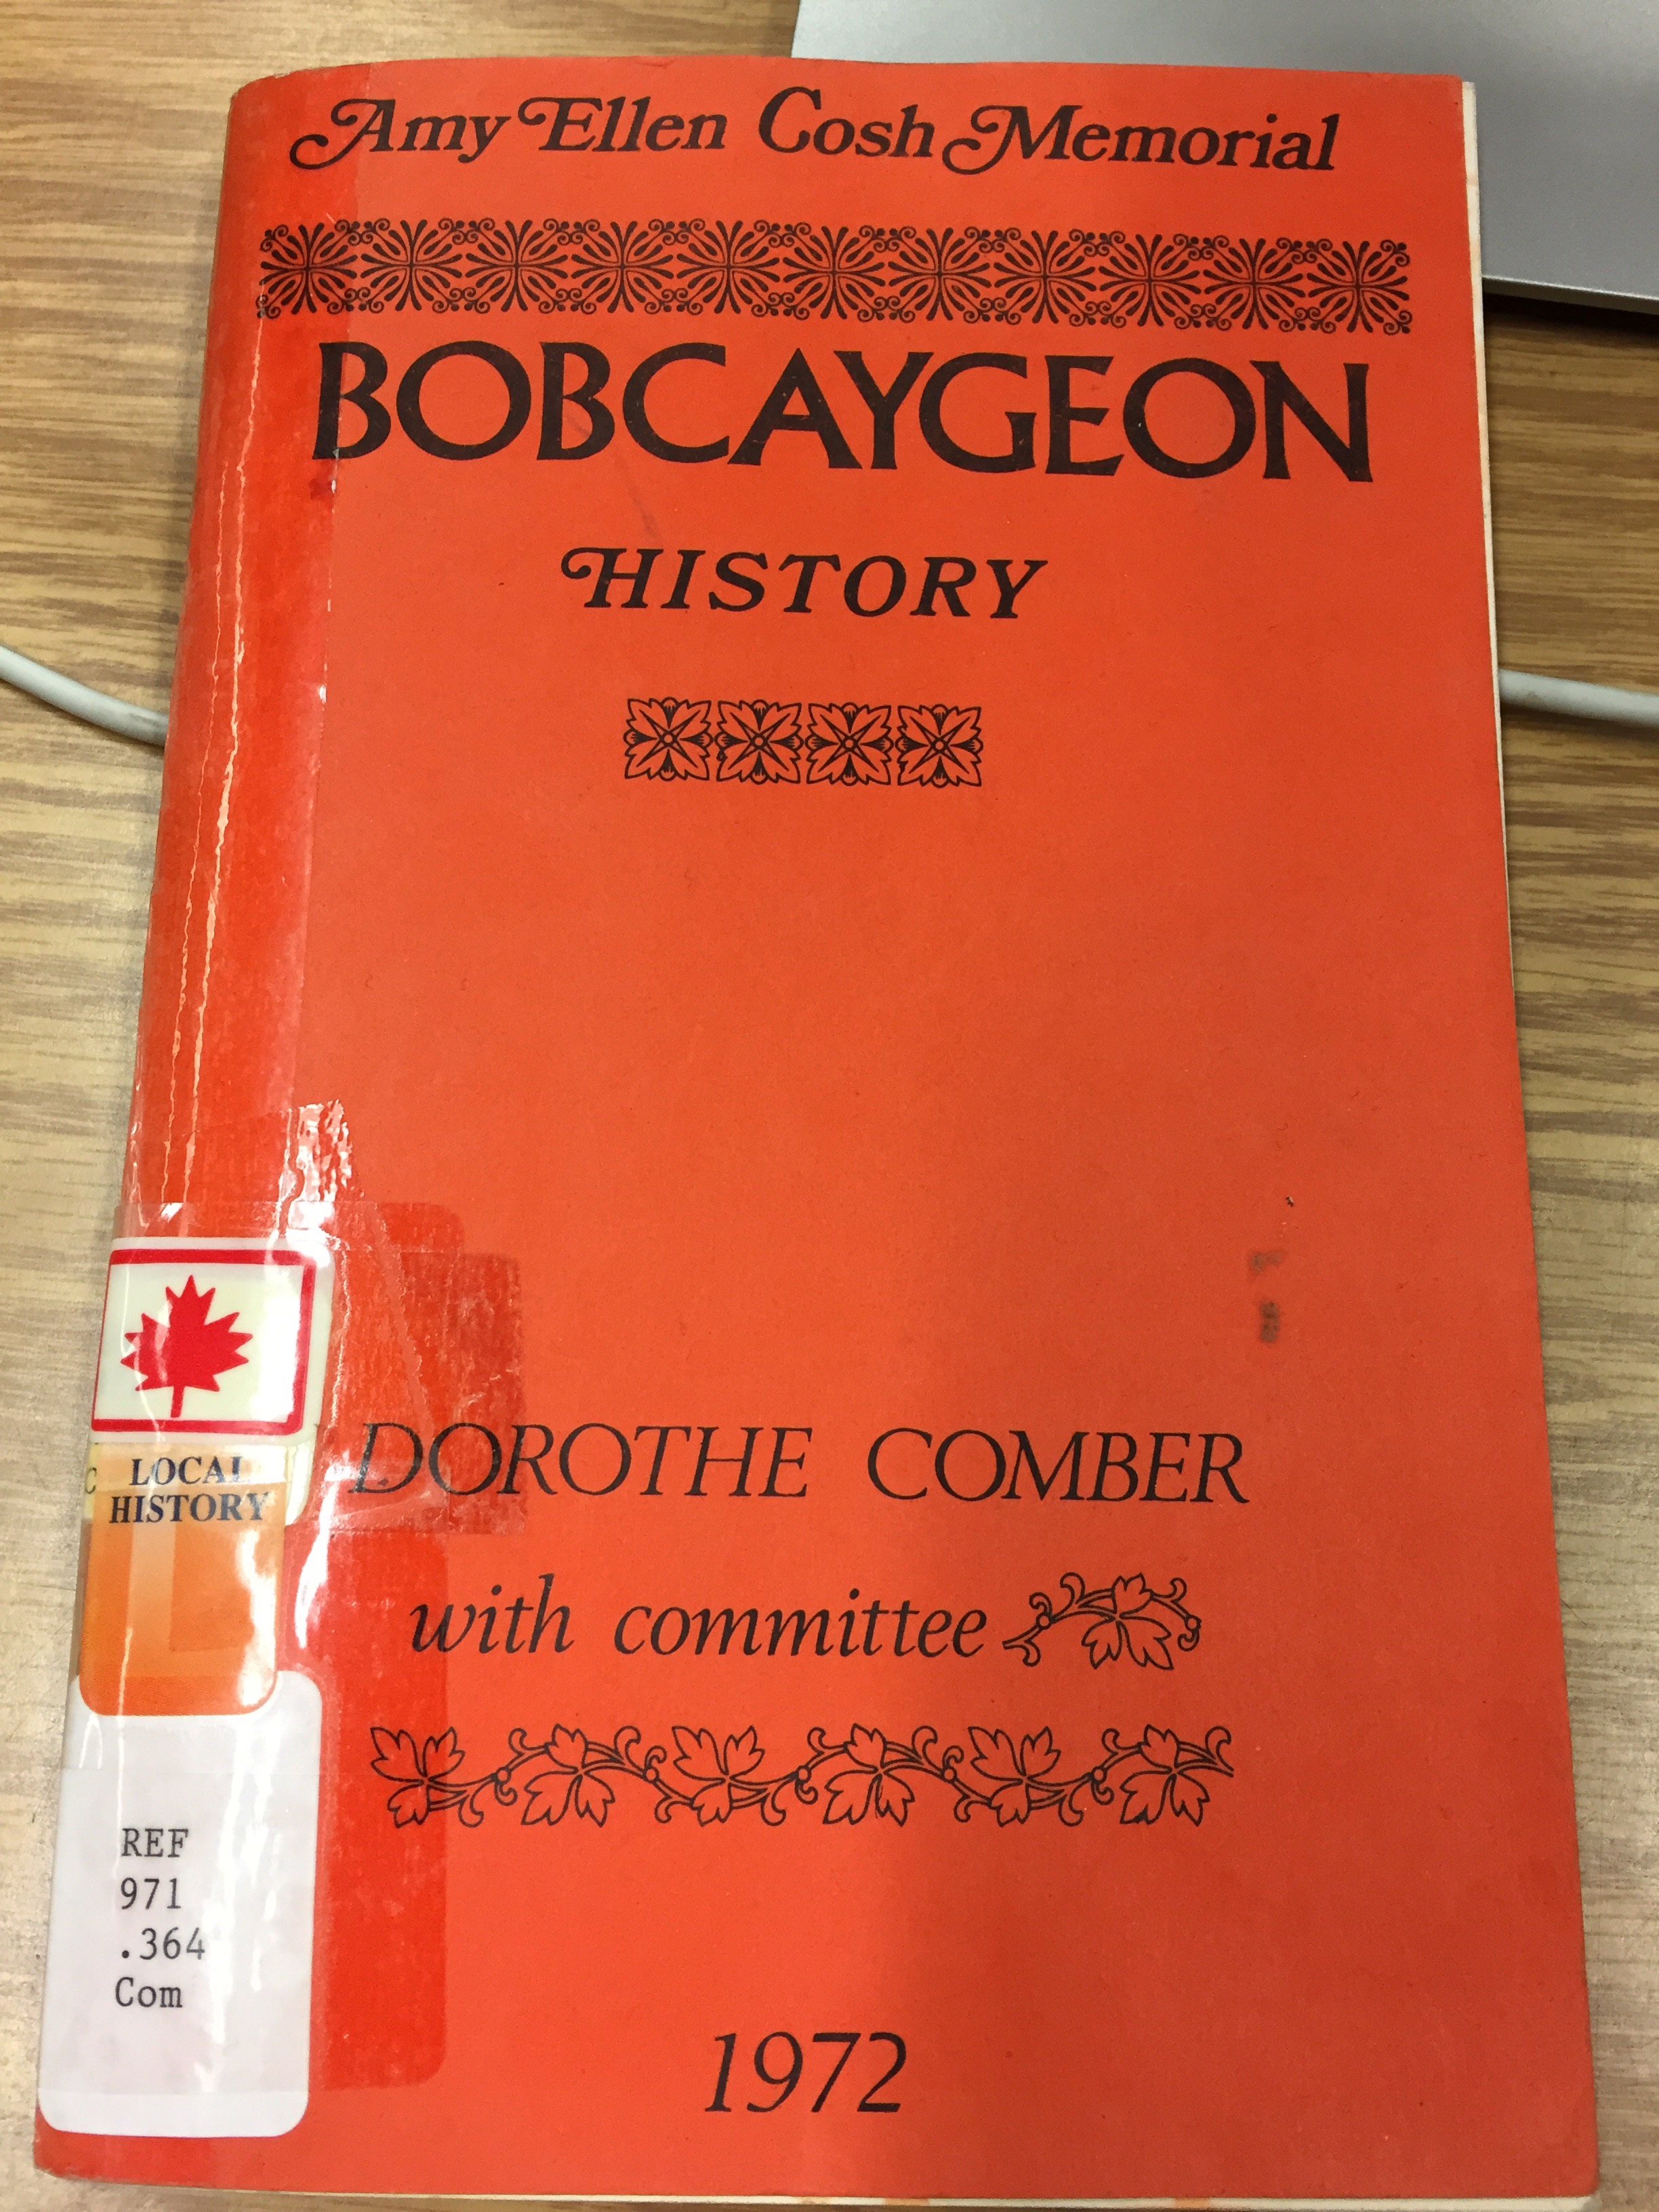 Amy Ellen Cosh Memorial
BOBCAYGEON
HISTORY
DOROTHE COMBER
with committee
1972
C
LOCAL
HISTORY
REF
971
.364
Com